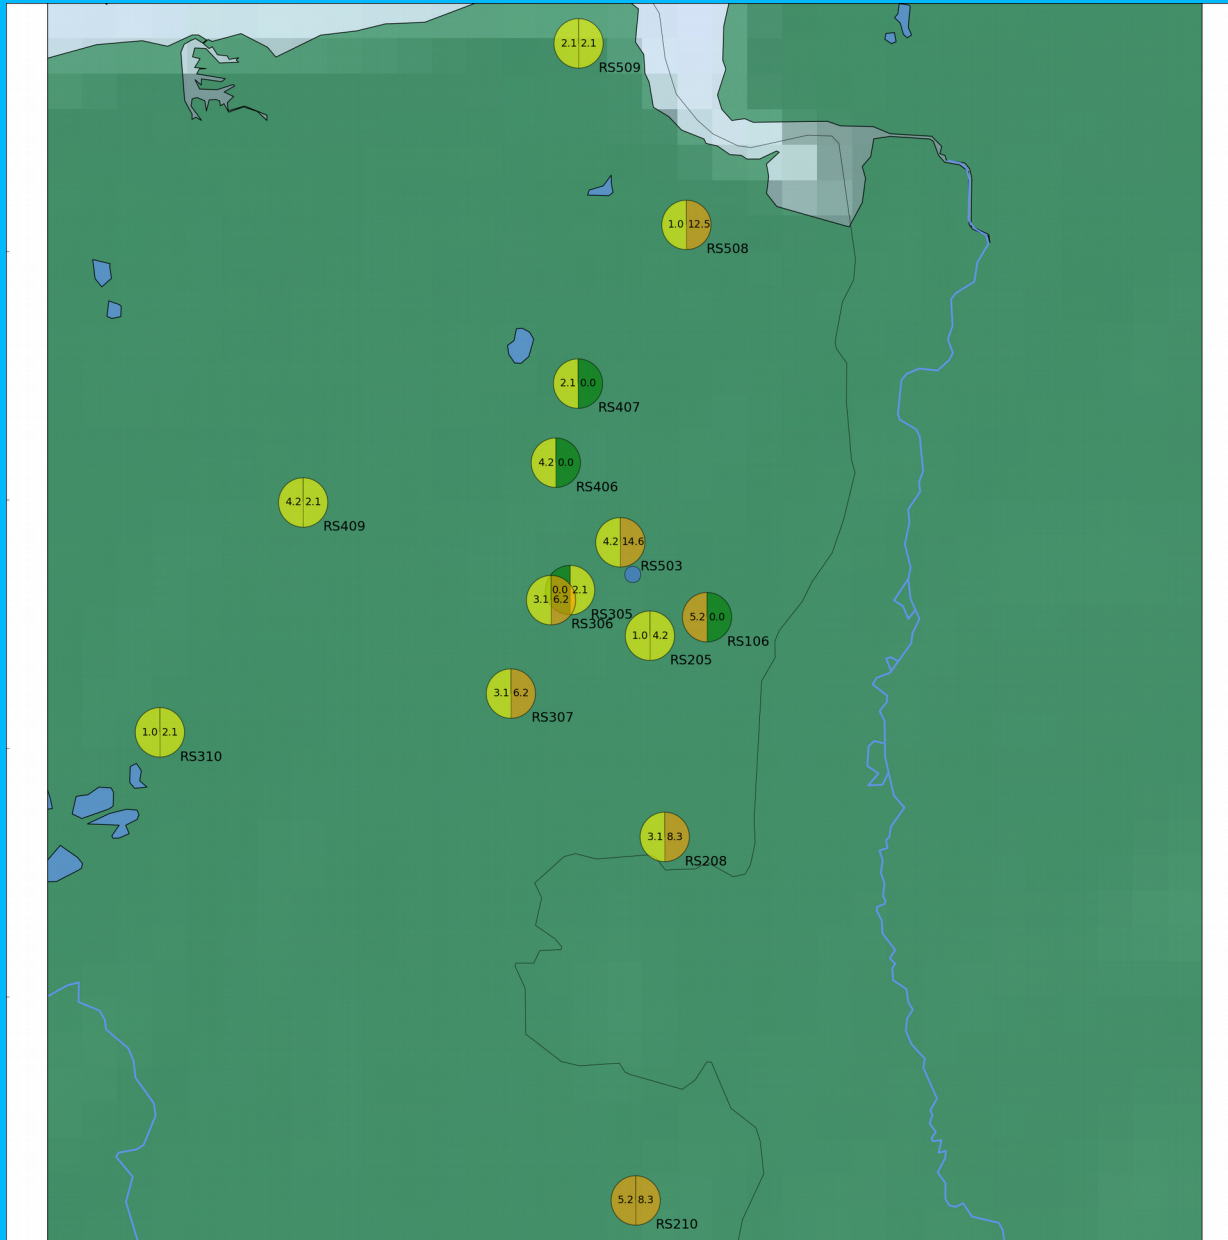 2.1 2.1
RS509
1.0 12.5
RS508
2.1 0.0
RS407
4.2 0.0
RS406
4.2 2.1
RS409
4.2 14.6
RS503
0.0 2.1
RS305
3.1 6.2
RS306
5.2 0.0
RS106
1.0 4.2
RS205
3.1 6.2
RS307
1.0 2.1
RS310
3.1 8.3
RS208
5.2 8.3
RS210